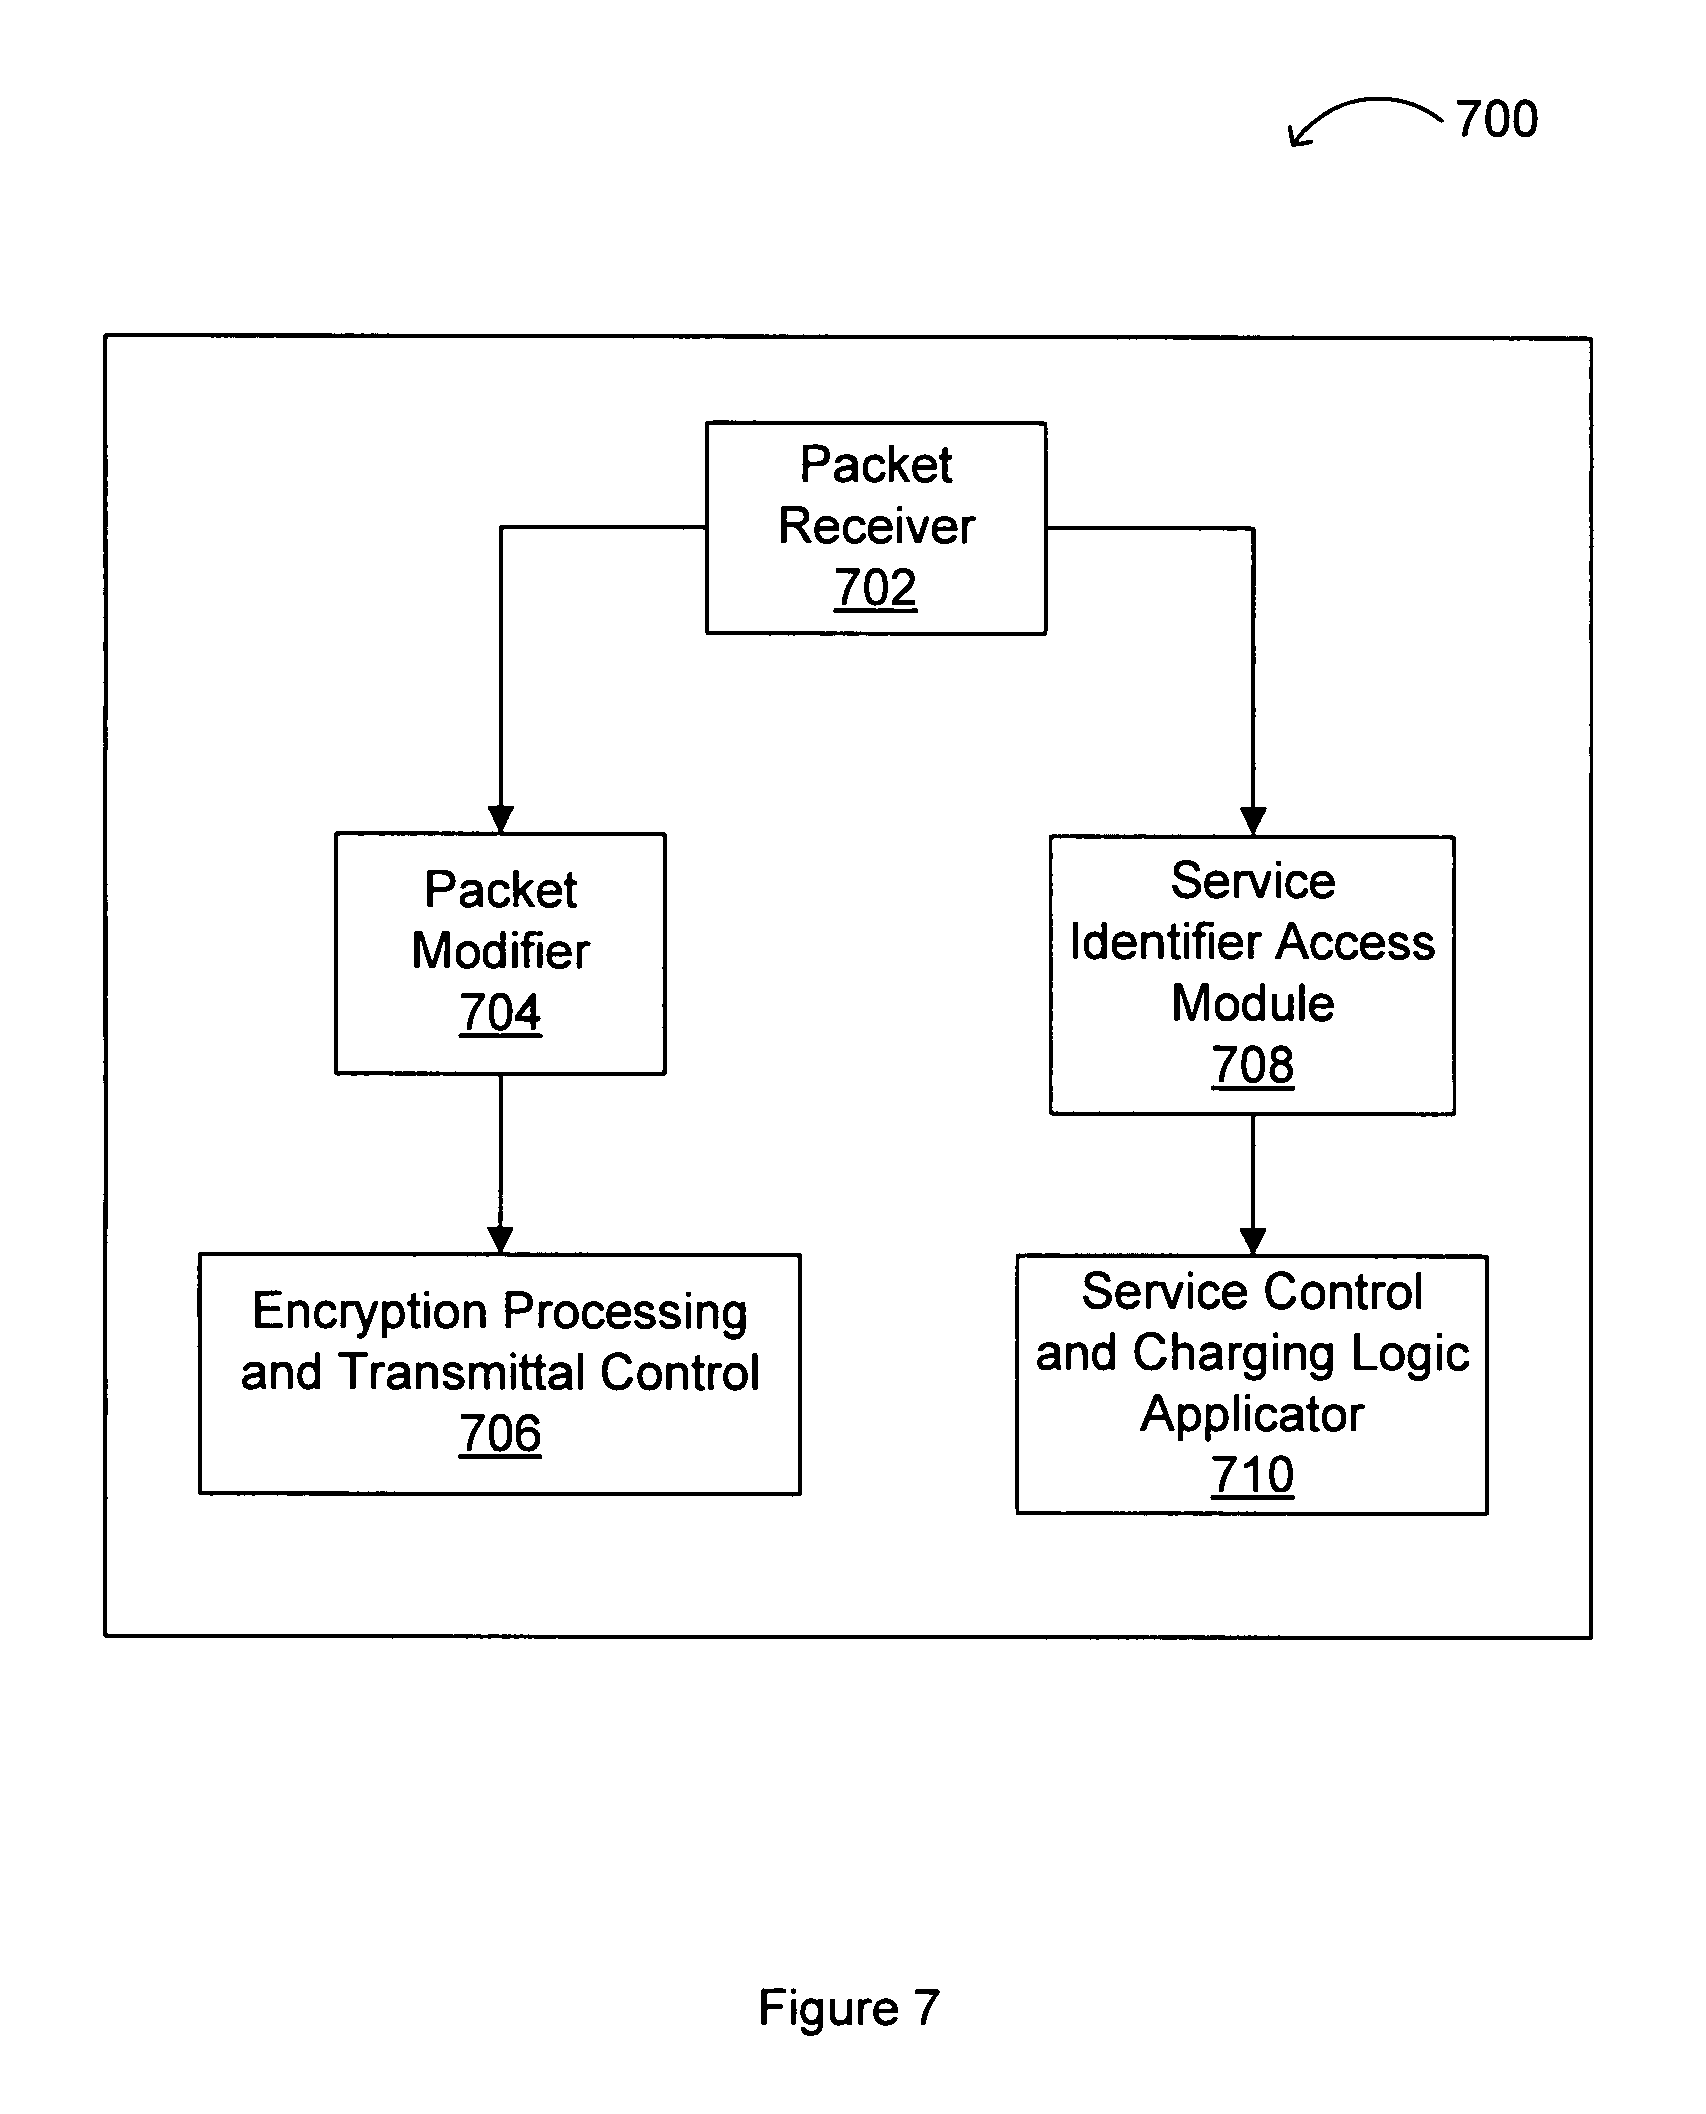 700
Packet
Receiver
702
Packet
Modifier
704
Service
Identifier Access
Module
708
Encryption Processing
and Transmittal Control
706
Service Control
and Charging Logic
Applicator
710
Figure 7